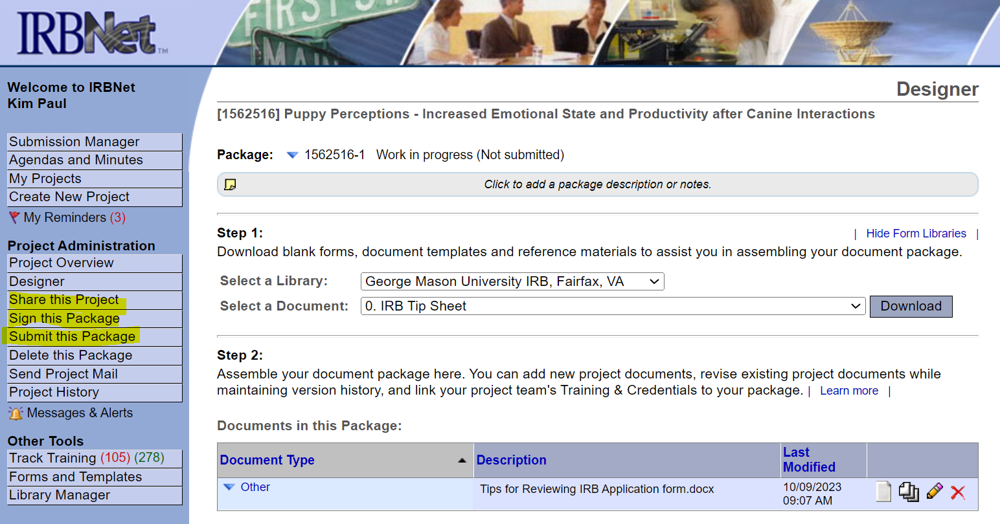 IRBNet™
FIRST ST
MAIN
Welcome to IRBNet
Kim Paul
Submission Manager
Agendas and Minutes
My Projects
Create New Project
My Reminders (3)
Project Administration
Project Overview
Designer
Share this Project
Sign this Package
Submit this Package
Delete this Package
Send Project Mail
Project History
Messages & Alerts
Other Tools
Track Training (105) (278)
Forms and Templates
Library Manager
Designer
[1562516] Puppy Perceptions - Increased Emotional State and Productivity after Canine Interactions
Package: 1562516-1 Work in progress (Not submitted)
Click to add a package description or notes.
Step 1:
| Hide Form Libraries |
Download blank forms, document templates and reference materials to assist you in assembling your document package.
Select a Library: George Mason University IRB, Fairfax, VA
Select a Document: 0. IRB Tip Sheet Download
Step 2:
Assemble your document package here. You can add new project documents, revise existing project documents while
maintaining version history, and link your project team's Training & Credentials to your package. | Learn more |
Documents in this Package:
Document Type Description Last
Modified
Other Tips for Reviewing IRB Application form.docx 10/09/2023
09:07 AM